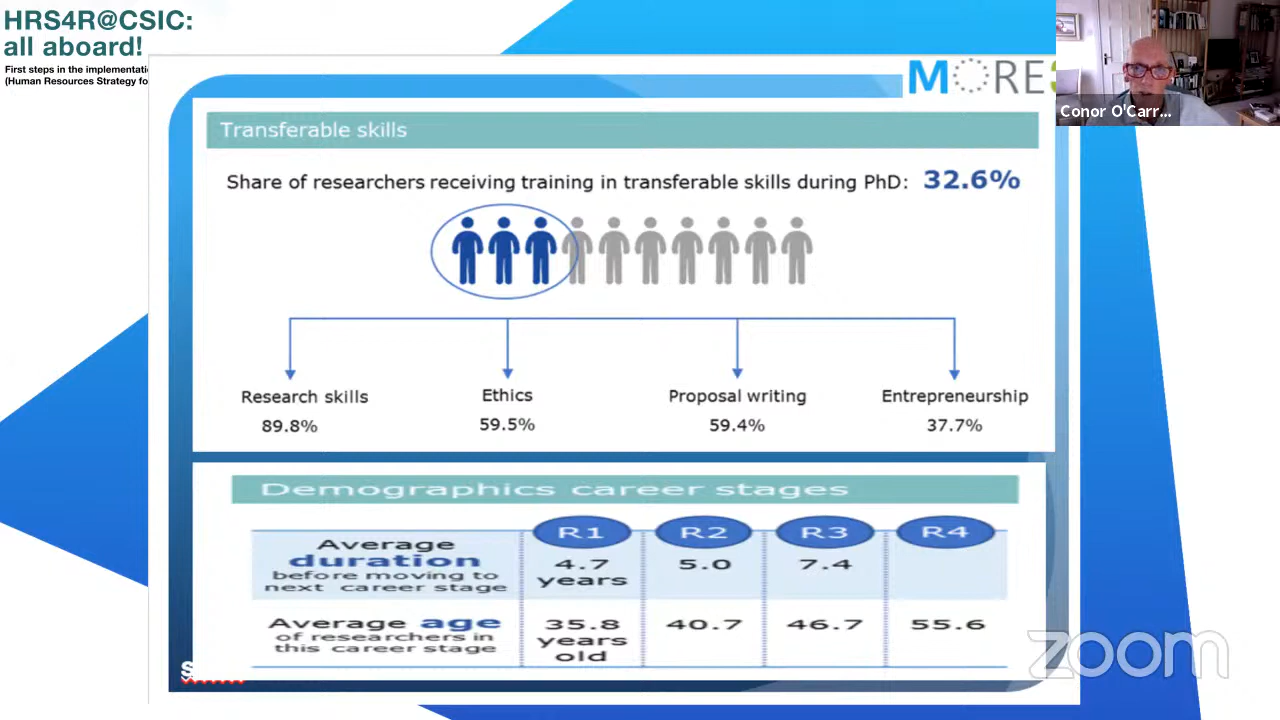 HRS4R@CSIC:
all aboard!
First steps in the implementatio
(Human Resources Strategy fo
MORE
Conor O'Carr...
Transferable skills
Share of researchers receiving training in transferable skills during PhD: 32.6%
Research skills
89.8%
Ethics
59.5%
Proposal writing
59.4%
Entrepreneurship
37.7%
Demographics career stages
R1 R2 R3 R4
Average
duration
before moving to
next career stage
4.7
years
5.0
7.4
Average age
of researchers in
this career stage
35.8
years
old
40.7
46.7
55.6
S
zoom